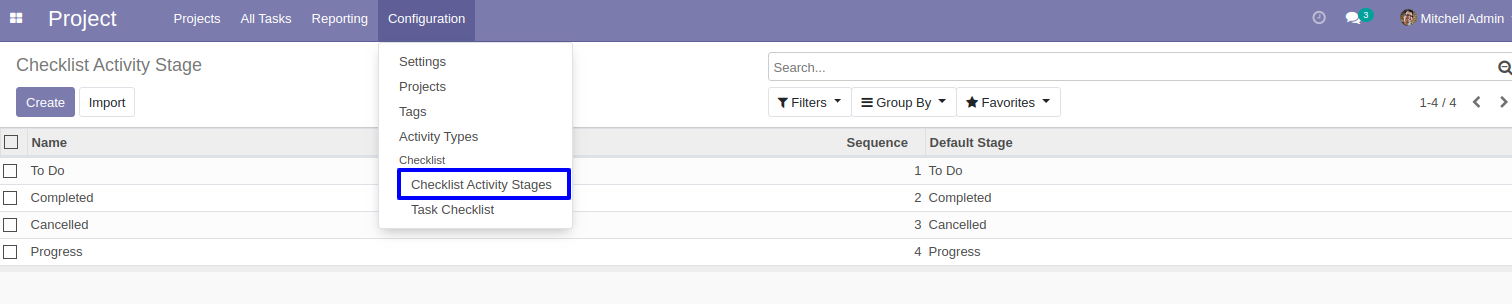 Project Projects All Tasks Reporting Configuration 3 Mitchell Admin
Checklist Activity Stage
Search...
Create Import
Filters Group By Favorites 1-4 / 4
Settings
Projects
Tags
Activity Types
Checklist
Checklist Activity Stages
Task Checklist
Name Sequence Default Stage
To Do 1 To Do
Completed 2 Completed
Cancelled 3 Cancelled
Progress 4 Progress